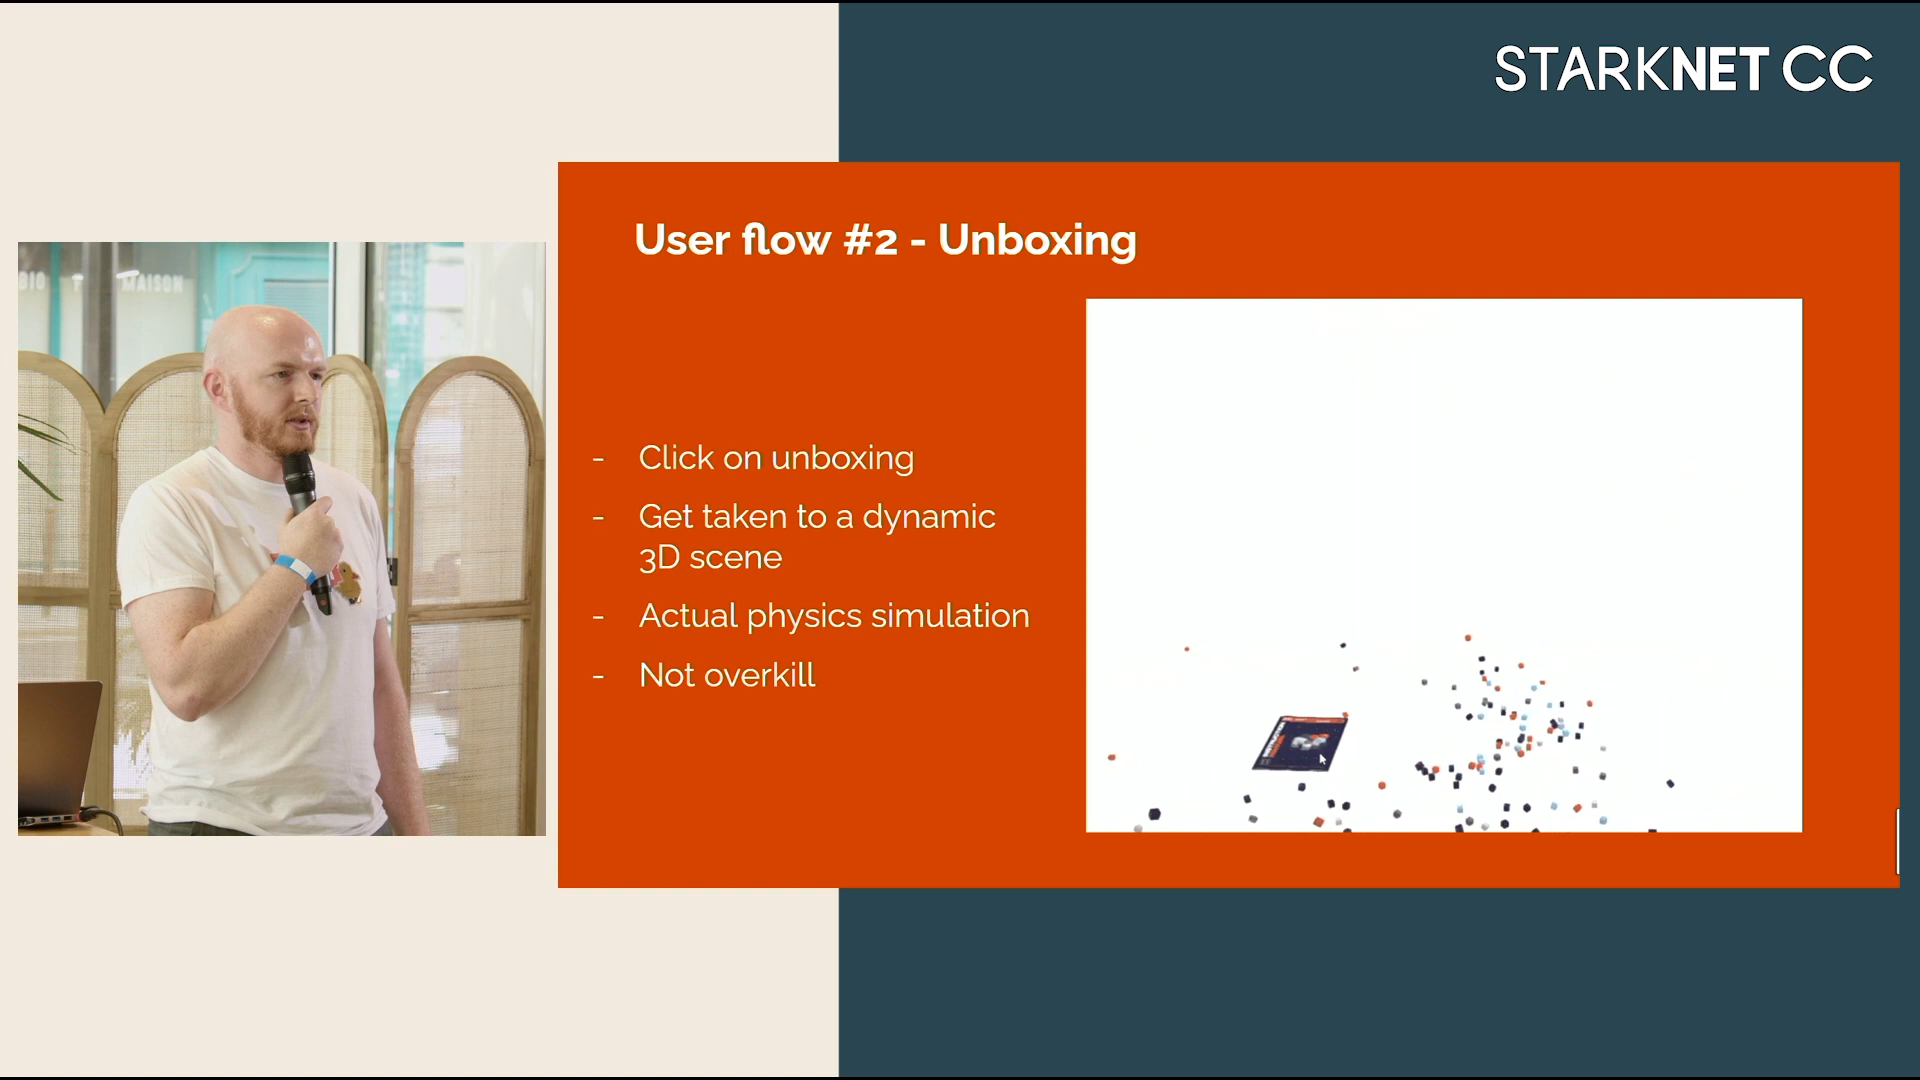 STARKNET CC
User flow #2 - Unboxing
- Click on unboxing
- Get taken to a dynamic
3D scene
- Actual physics simulation
- Not overkill
MAISON